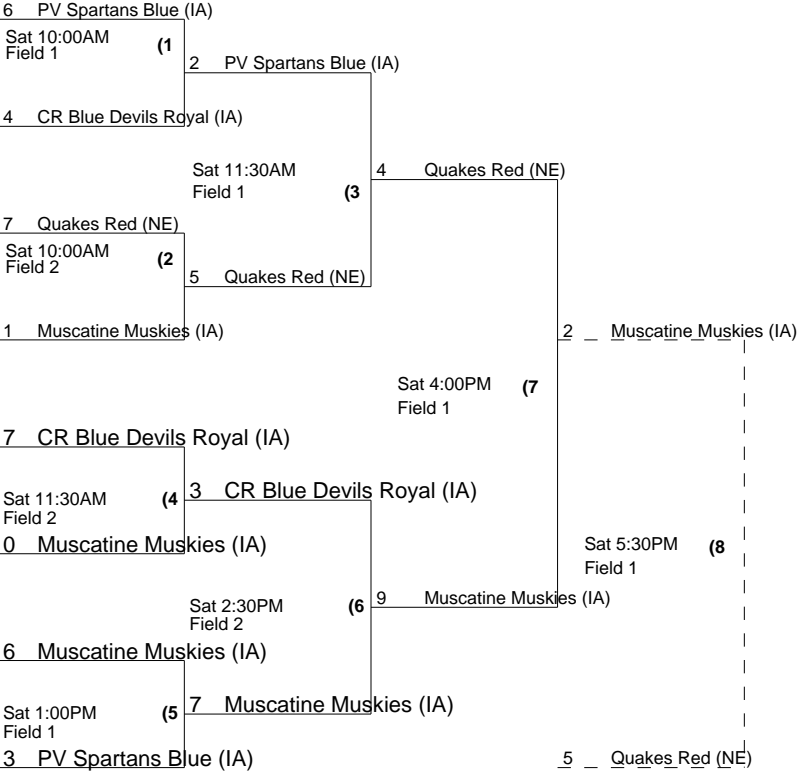 6 PV Spartans Blue (IA)
Sat 10:00AM (1
Field 1
2 PV Spartans Blue (IA)
4 CR Blue Devils Royal (IA)
Sat 11:30AM
Field 1 (3
4 Quakes Red (NE)
7 Quakes Red (NE)
Sat 10:00AM (2
Field 2
5 Quakes Red (NE)
1 Muscatine Muskies (IA)
2 Muscatine Muskies (IA)
Sat 4:00PM (7
Field 1
7 CR Blue Devils Royal (IA)
Sat 11:30AM (4
Field 2
3 CR Blue Devils Royal (IA)
0 Muscatine Muskies (IA)
Sat 5:30PM (8
Field 1
Sat 2:30PM (6
Field 2
9 Muscatine Muskies (IA)
6 Muscatine Muskies (IA)
Sat 1:00PM (5
Field 1
7 Muscatine Muskies (IA)
3 PV Spartans Blue (IA)
5 Quakes Red (NE)